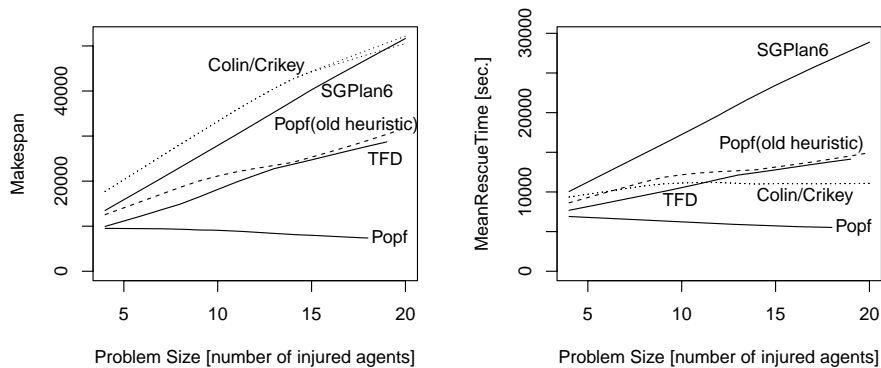 Makespan
0
20000
40000
Colin/Crikey
SGPlan6
Popf(old heuristic)
TFD
Popf
5
10
15
20
Problem Size [number of injured agents]
MeanRescueTime [sec.]
0
10000
20000
30000
SGPlan6
Popf(old heuristic)
TFD
Colin/Crikey
Popf
5
10
15
20
Problem Size [number of injured agents]